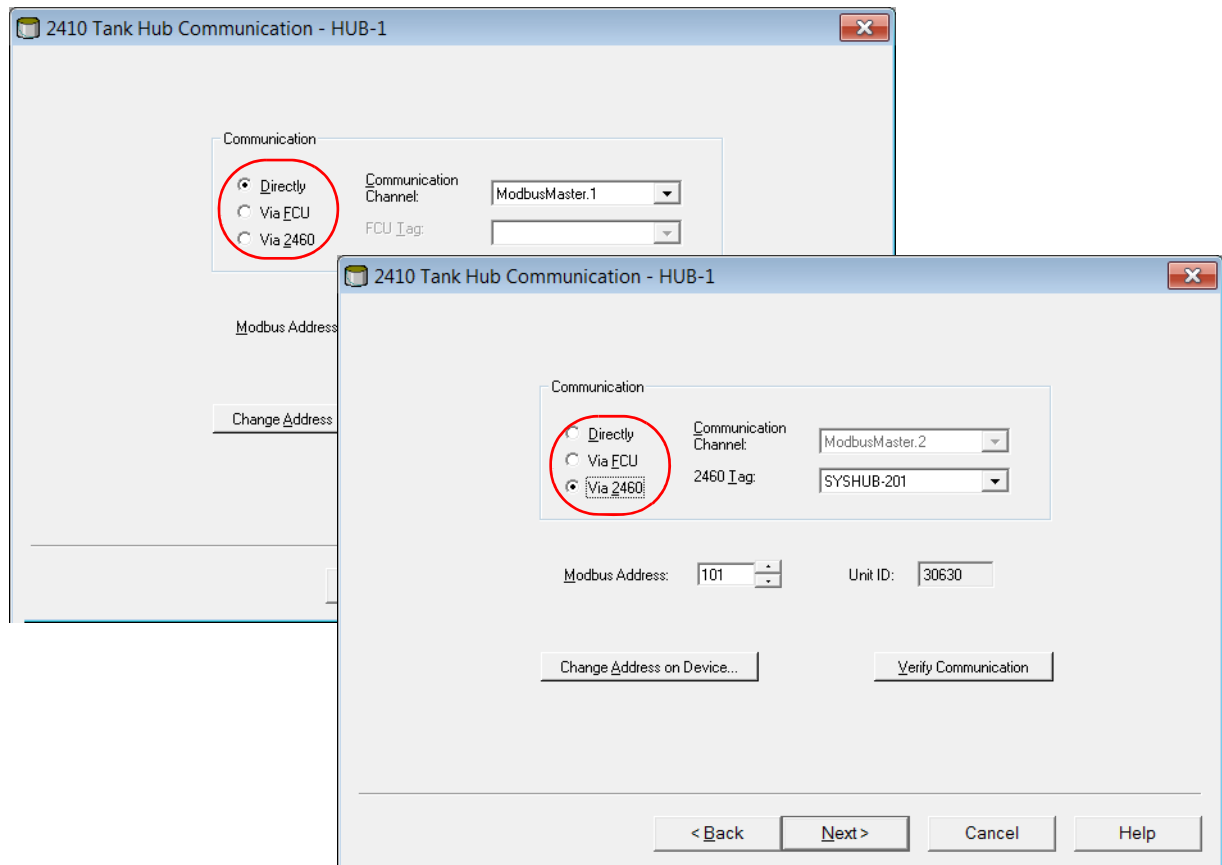 2410 Tank Hub Communication - HUB-1
Communication
Directly
Communication Channel:
ModbusMaster.1
Via FCU
FCU Tag:
Via 2460
Modbus Address
Change Address
2410 Tank Hub Communication - HUB-1
Communication
Directly
Communication Channel:
ModbusMaster.2
Via FCU
2460 Tag:
SYSHUB-201
Via 2460
Modbus Address: 101 Unit ID: 30630
Change Address on Device... Verify Communication
< Back Next > Cancel Help